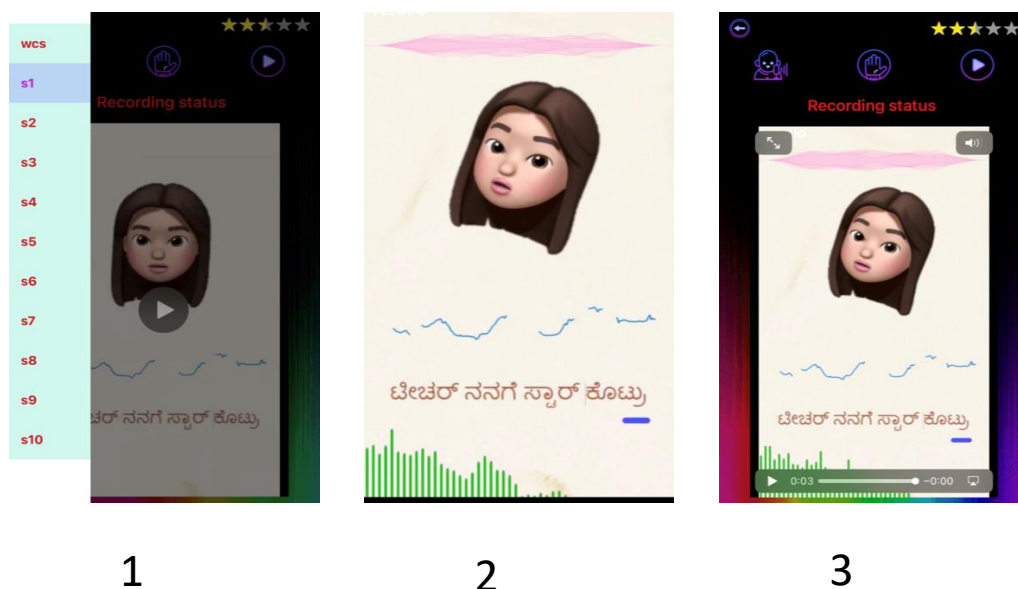 wcs
s1
s2
s3
s4
s5
s6
s7
s8
s9
s10
Recording status
ನನಗೆ ಸ್ಟಾರ್ ಕೊಟ್ರು
ಟೀಚರ್ ನನಗೆ ಸ್ಟಾರ್ ಕೊಟ್ರು
Recording status
ಟೀಚರ್ ನನಗೆ ಸ್ಟಾರ್ ಕೊಟ್ರು
0:03 -0:00
1 2 3